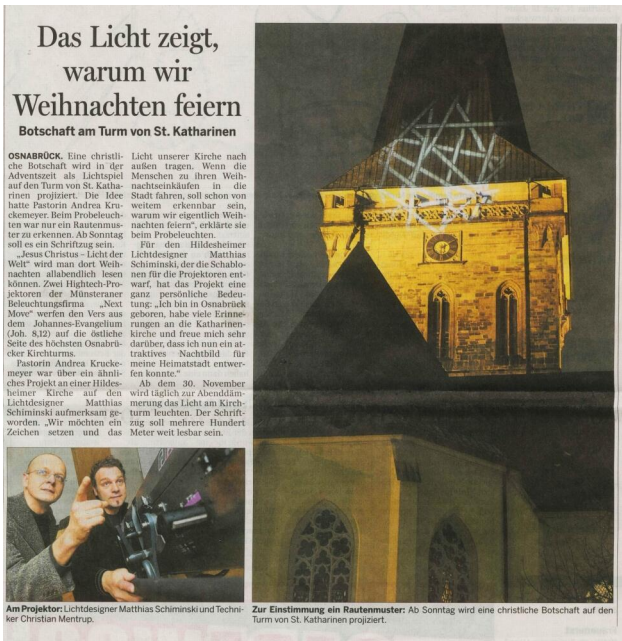 Das Licht zeigt,
warum wir
Weihnachten feiern
Botschaft am Turm von St. Katharinen
OSNABRÜCK. Eine christli-
che Botschaft wird in der
Adventszeit als Lichtspiel
auf den Turm von St. Katha-
rinen projiziert. Die Idee
hatte Pastorin Andrea Kru-
ckemeyer. Beim Probeleuch-
ten war nur ein Rautenmus-
ter zu erkennen. Ab Sonntag
soll es ein Schriftzug sein.
„Jesus Christus – Licht der
Welt“ wird man dort Weih-
nachten allabendlich lesen
können. Zwei Hightech-Pro-
jektoren der Münsteraner
Beleuchtungsfirma „Next
Move“ werfen den Vers aus
dem Johannes-Evangelium
(Joh. 8,12) auf die östliche
Seite des höchsten Osnabrü-
cker Kirchturms.
Pastorin Andrea Krucke-
meyer war über ein ähnli-
ches Projekt an einer Hildes-
heimer Kirche auf den
Lichtdesigner Matthias
Schiminski aufmerksam ge-
worden. „Wir möchten ein
Zeichen setzen und das
Licht unserer Kirche nach
außen tragen. Wenn die
Menschen zu ihren Weih-
nachtseinkäufen in die
Stadt fahren, soll schon von
weitem erkennbar sein,
warum wir eigentlich Weih-
nachten feiern“, erklärte sie
beim Probeleuchten.
Für den Hildesheimer
Lichtdesigner Matthias
Schiminski, der die Schablo-
nen für die Projektoren ent-
warf, hat das Projekt eine
ganz persönliche Bedeu-
tung: „Ich bin in Osnabrück
geboren, habe viele Erinne-
rungen an die Katharinen-
kirche und freue mich sehr
darüber, dass ich nun ein at-
traktives Nachtbild für
meine Heimatstadt entwer-
fen konnte.“
Ab dem 30. November
wird täglich zur Abenddäm-
merung das Licht am Kirch-
turm leuchten. Der Schrift-
zug soll mehrere Hundert
Meter weit lesbar sein.
Am Projektor: Lichtdesigner Matthias Schiminski und Techni-
ker Christian Mentrup.
Zur Einstimmung ein Rautenmuster: Ab Sonntag wird eine christliche Botschaft auf den
Turm von St. Katharinen projiziert.